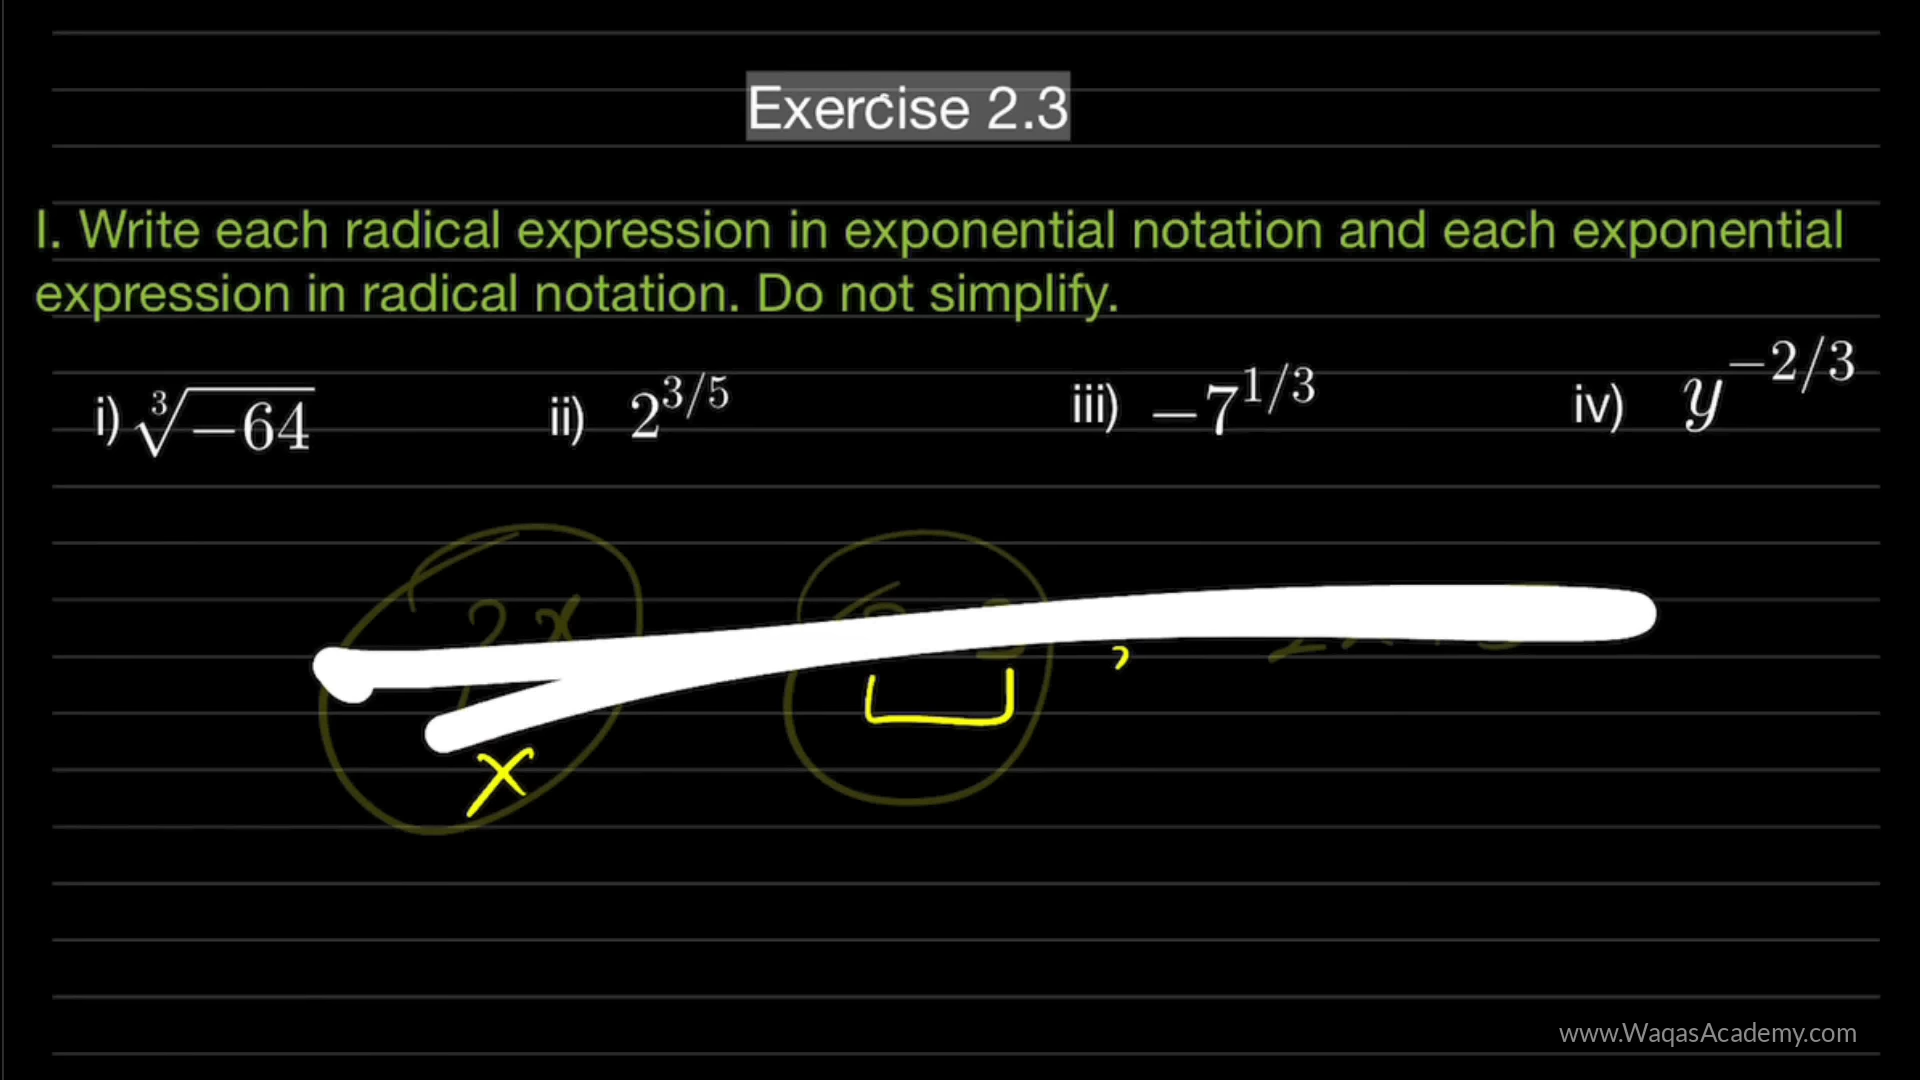 Exercise 2.3
I. Write each radical expression in exponential notation and each exponential
expression in radical notation. Do not simplify.
i) ∛−64 ii) 2^{3/5} iii) −7^{1/3} iv) y^{−2/3}
x
www.WaqasAcademy.com